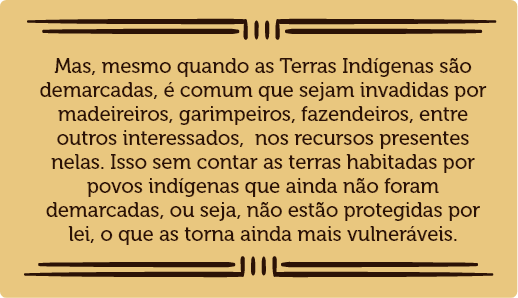 Mas, mesmo quando as Terras Indígenas são
demarcadas, é comum que sejam invadidas por
madeireiros, garimpeiros, fazendeiros, entre
outros interessados,  nos recursos presentes
nelas. Isso sem contar as terras habitadas por
povos indígenas que ainda não foram
demarcadas, ou seja, não estão protegidas por
lei, o que as torna ainda mais vulneráveis.